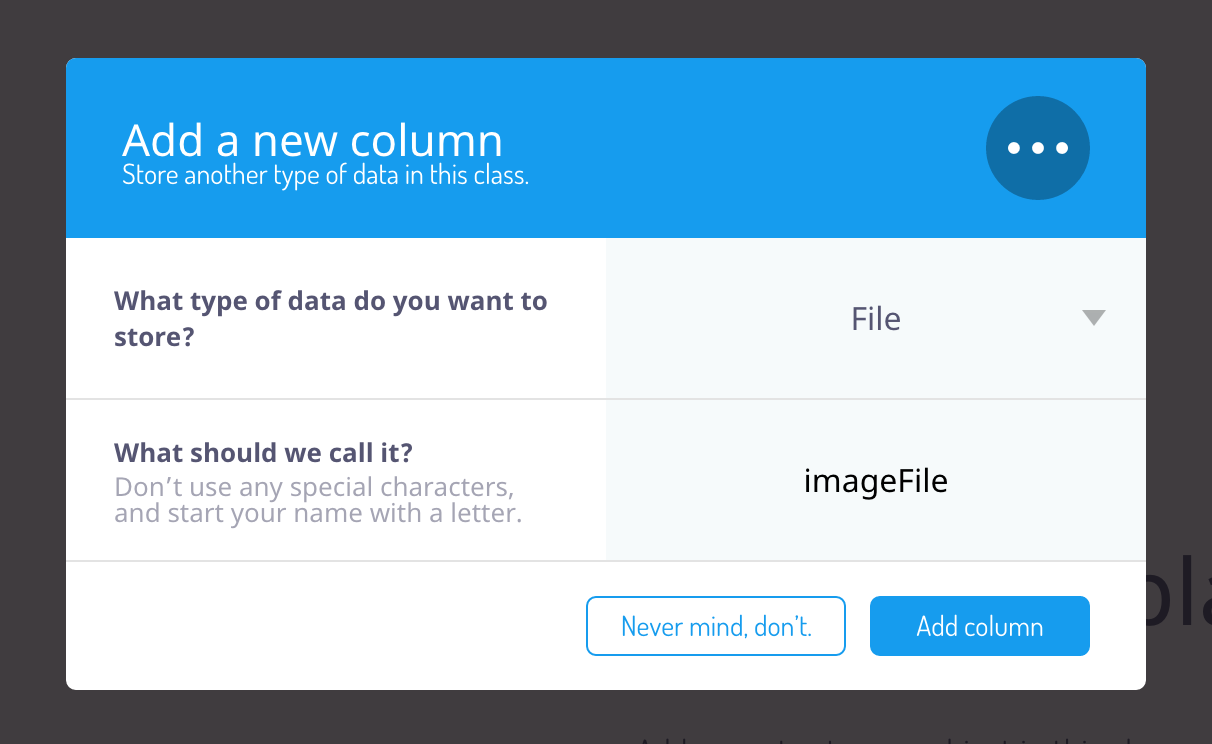 Add a new column
Store another type of data in this class.
What type of data do you want to
store?
File
What should we call it?
Don't use any special characters,
and start your name with a letter.
imageFile
Never mind, don't.
Add column